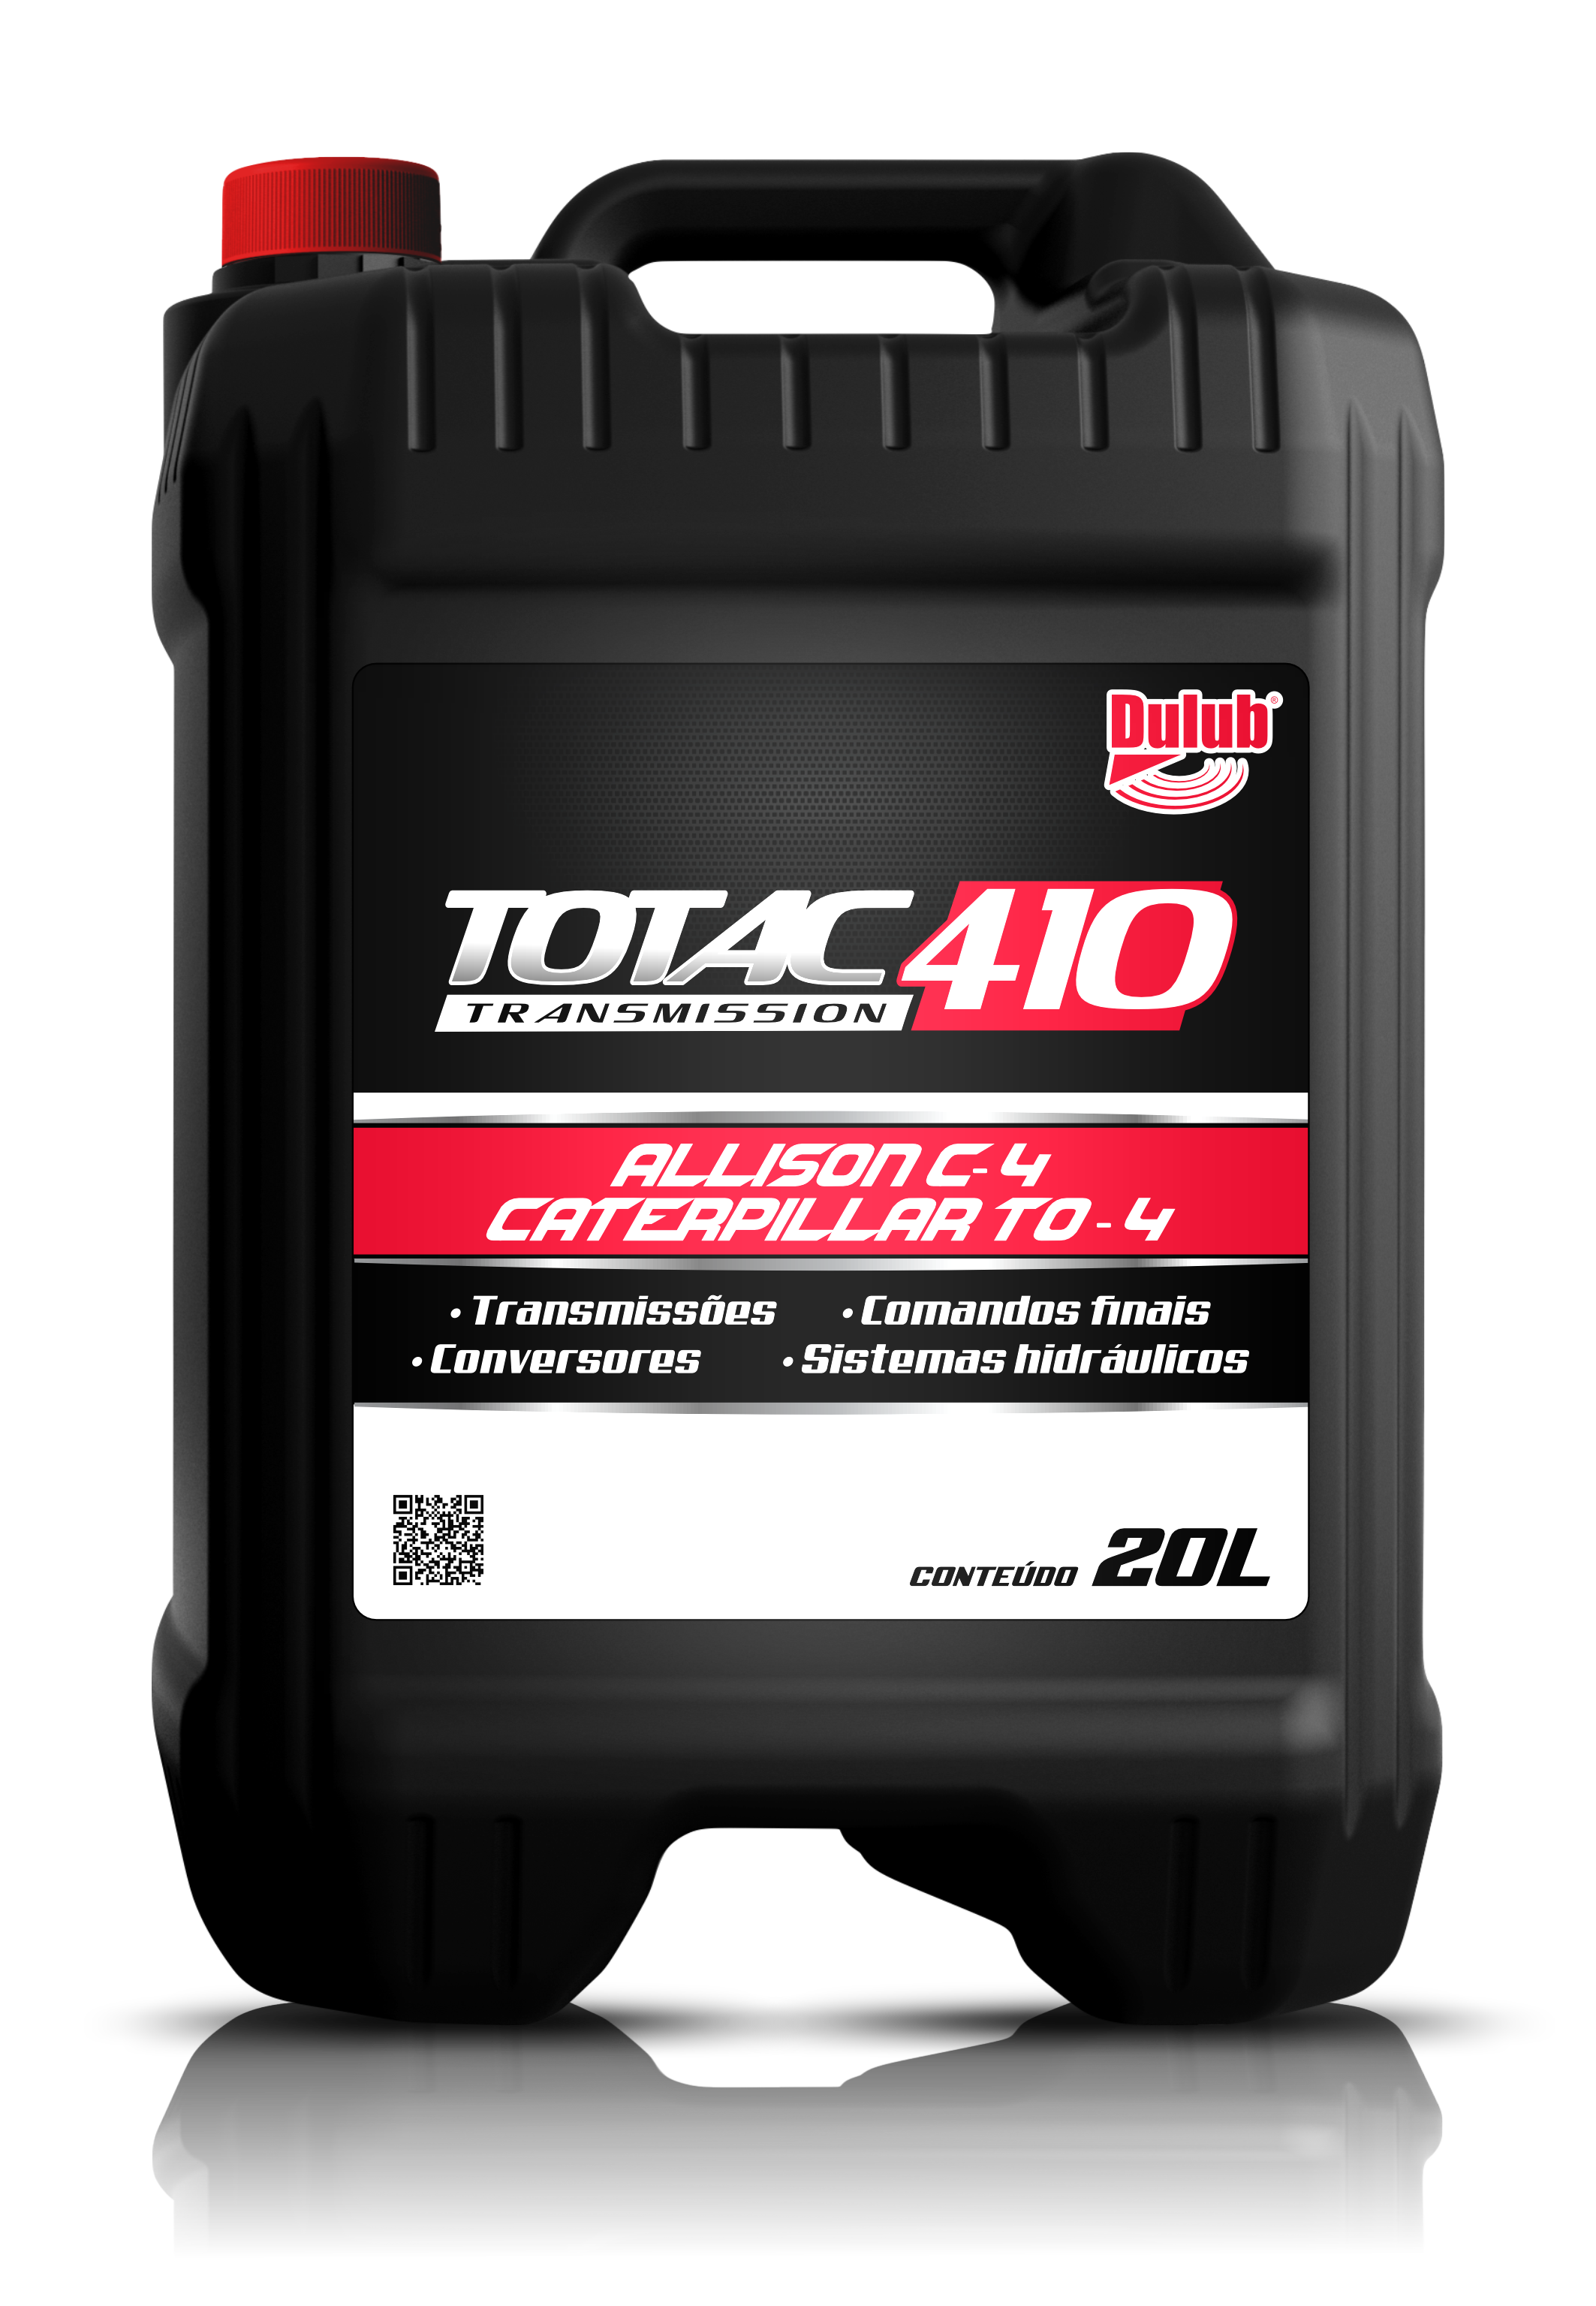 Dulub®
TOTAC 410
TRANSMISSION
ALLISON C-4
CATERPILLAR TO-4
• Transmissões • Comandos finais
• Conversores • Sistemas hidráulicos
CONTEÚDO 20L